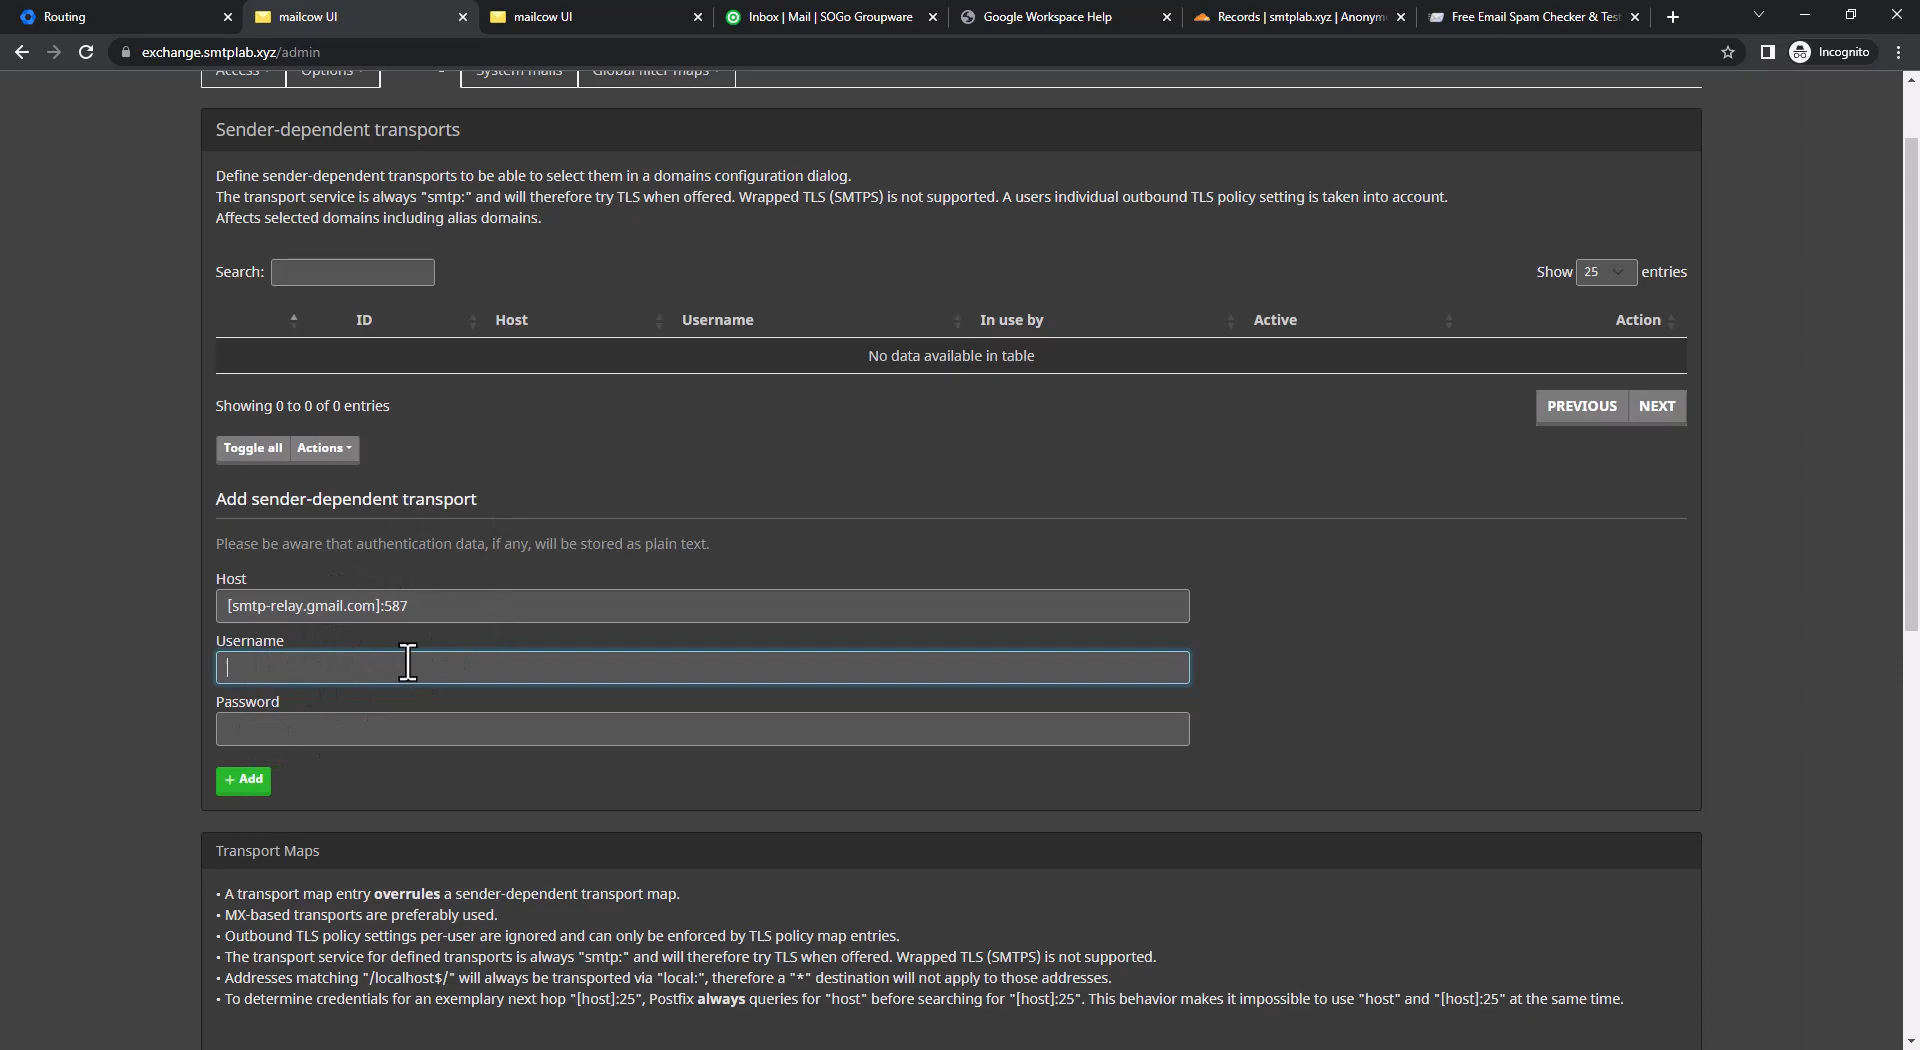 Routing
mailcow UI
mailcow UI
Inbox | Mail | SOGo Groupware
Google Workspace Help
Records | smtplab.xyz | Anonym
Free Email Spam Checker & Test
exchange.smtplab.xyz/admin
Incognito
Access
Options
System mails
Global filter maps
Sender-dependent transports
Define sender-dependent transports to be able to select them in a domains configuration dialog.
The transport service is always "smtp:" and will therefore try TLS when offered. Wrapped TLS (SMTPS) is not supported. A users individual outbound TLS policy setting is taken into account.
Affects selected domains including alias domains.
Search:
Show 25 entries
ID Host Username In use by Active Action
No data available in table
Showing 0 to 0 of 0 entries
PREVIOUS NEXT
Toggle all Actions
Add sender-dependent transport
Please be aware that authentication data, if any, will be stored as plain text.
Host
[smtp-relay.gmail.com]:587
Username
Password
+ Add
Transport Maps
• A transport map entry overrules a sender-dependent transport map.
• MX-based transports are preferably used.
• Outbound TLS policy settings per-user are ignored and can only be enforced by TLS policy map entries.
• The transport service for defined transports is always "smtp:" and will therefore try TLS when offered. Wrapped TLS (SMTPS) is not supported.
• Addresses matching "/localhost$/" will always be transported via "local:", therefore a "*" destination will not apply to those addresses.
• To determine credentials for an exemplary next hop "[host]:25", Postfix always queries for "host" before searching for "[host]:25". This behavior makes it impossible to use "host" and "[host]:25" at the same time.